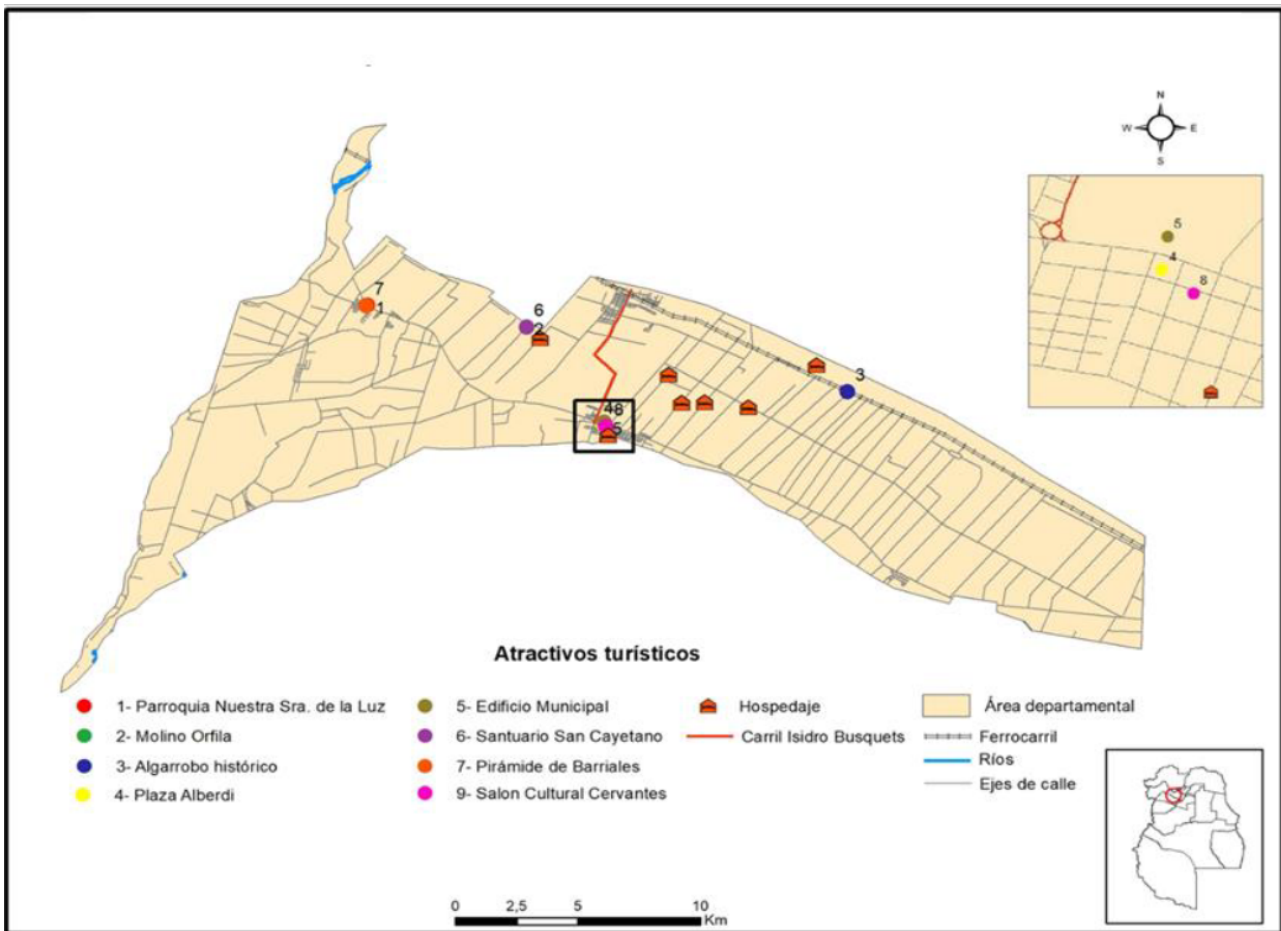 N
W E
S
5
4
8
7
1
6
2
3
48
5
Atractivos turísticos
1- Parroquia Nuestra Sra. de la Luz
2- Molino Orfila
3- Algarrobo histórico
4- Plaza Alberdi
5- Edificio Municipal
6- Santuario San Cayetano
7- Pirámide de Barriales
9- Salon Cultural Cervantes
Hospedaje
Carril Isidro Busquets
Área departamental
Ferrocarril
Ríos
Ejes de calle
0 2,5 5 10
Km